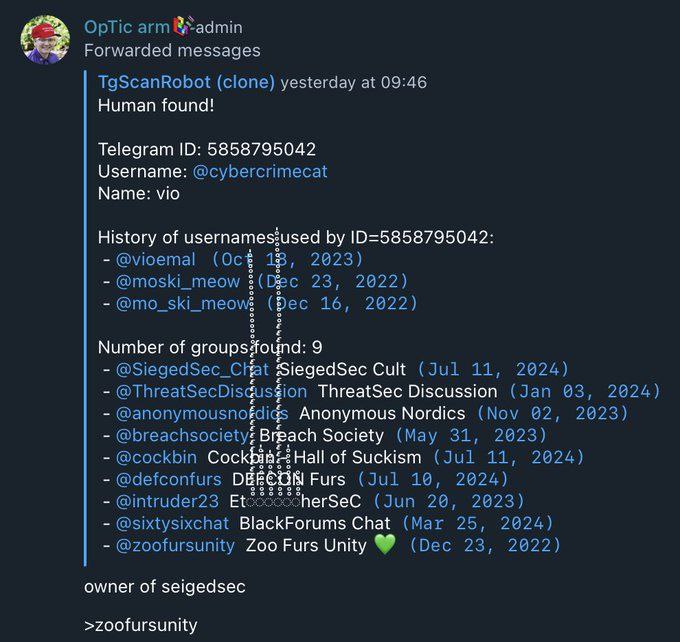 OpTic arm admin
Forwarded messages
TgScanRobot (clone) yesterday at 09:46
Human found!
Telegram ID: 5858795042
Username: @cybercrimecat
Name: vio
History of usernames used by ID=5858795042:
- @vioemal (Oct 18, 2023)
- @moski_meow (Dec 23, 2022)
- @mo_ski_meow (Dec 16, 2022)
Number of groups found: 9
- @SiegedSec_Chat SiegedSec Cult (Jul 11, 2024)
- @ThreatSecDiscussion ThreatSec Discussion (Jan 03, 2024)
- @anonymousnordics Anonymous Nordics (Nov 02, 2023)
- @breachsociety Breach Society (May 31, 2023)
- @cockbin Cockbin - Hall of Suckism (Jul 11, 2024)
- @defconfurs DEFCON Furs (Jul 10, 2024)
- @intruder23 EtherSeC (Jun 20, 2023)
- @sixtysixchat BlackForums Chat (Mar 25, 2024)
- @zoofursunity Zoo Furs Unity 💚 (Dec 23, 2022)
owner of seigedsec
>zoofursunity